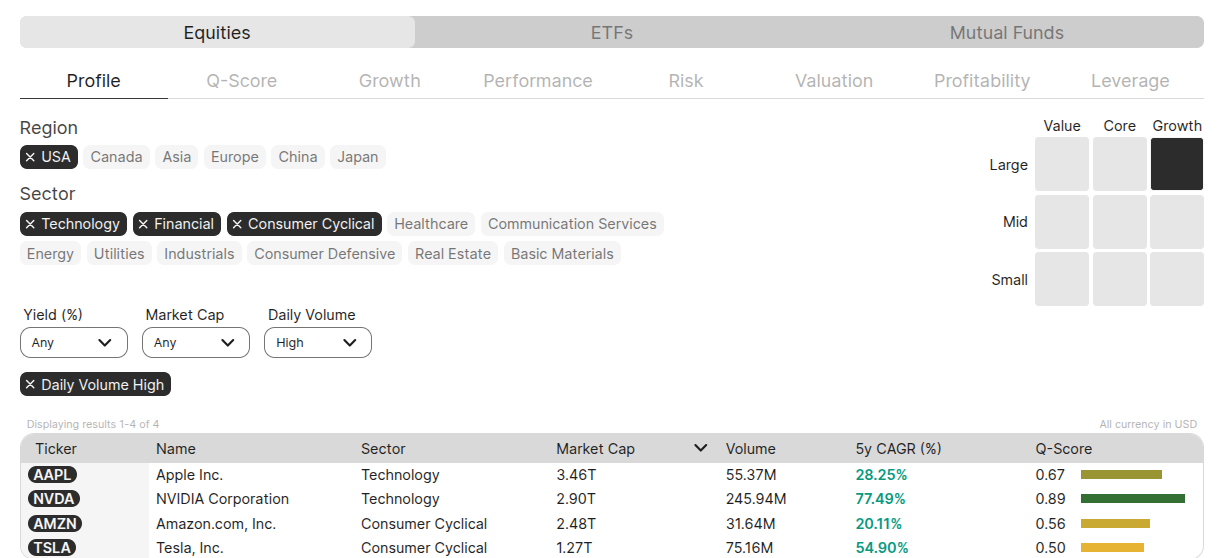 Equities ETFs Mutual Funds
Profile Q-Score Growth Performance Risk Valuation Profitability Leverage
Region
× USA Canada Asia Europe China Japan
Sector
× Technology × Financial × Consumer Cyclical Healthcare Communication Services
Energy Utilities Industrials Consumer Defensive Real Estate Basic Materials
Value Core Growth
Large
Mid
Small
Yield (%) Market Cap Daily Volume
Any Any High
× Daily Volume High
Displaying results 1-4 of 4 All currency in USD
Ticker Name Sector Market Cap Volume 5y CAGR (%) Q-Score
AAPL Apple Inc. Technology 3.46T 55.37M 28.25% 0.67
NVDA NVIDIA Corporation Technology 2.90T 245.94M 77.49% 0.89
AMZN Amazon.com, Inc. Consumer Cyclical 2.48T 31.64M 20.11% 0.56
TSLA Tesla, Inc. Consumer Cyclical 1.27T 75.16M 54.90% 0.50